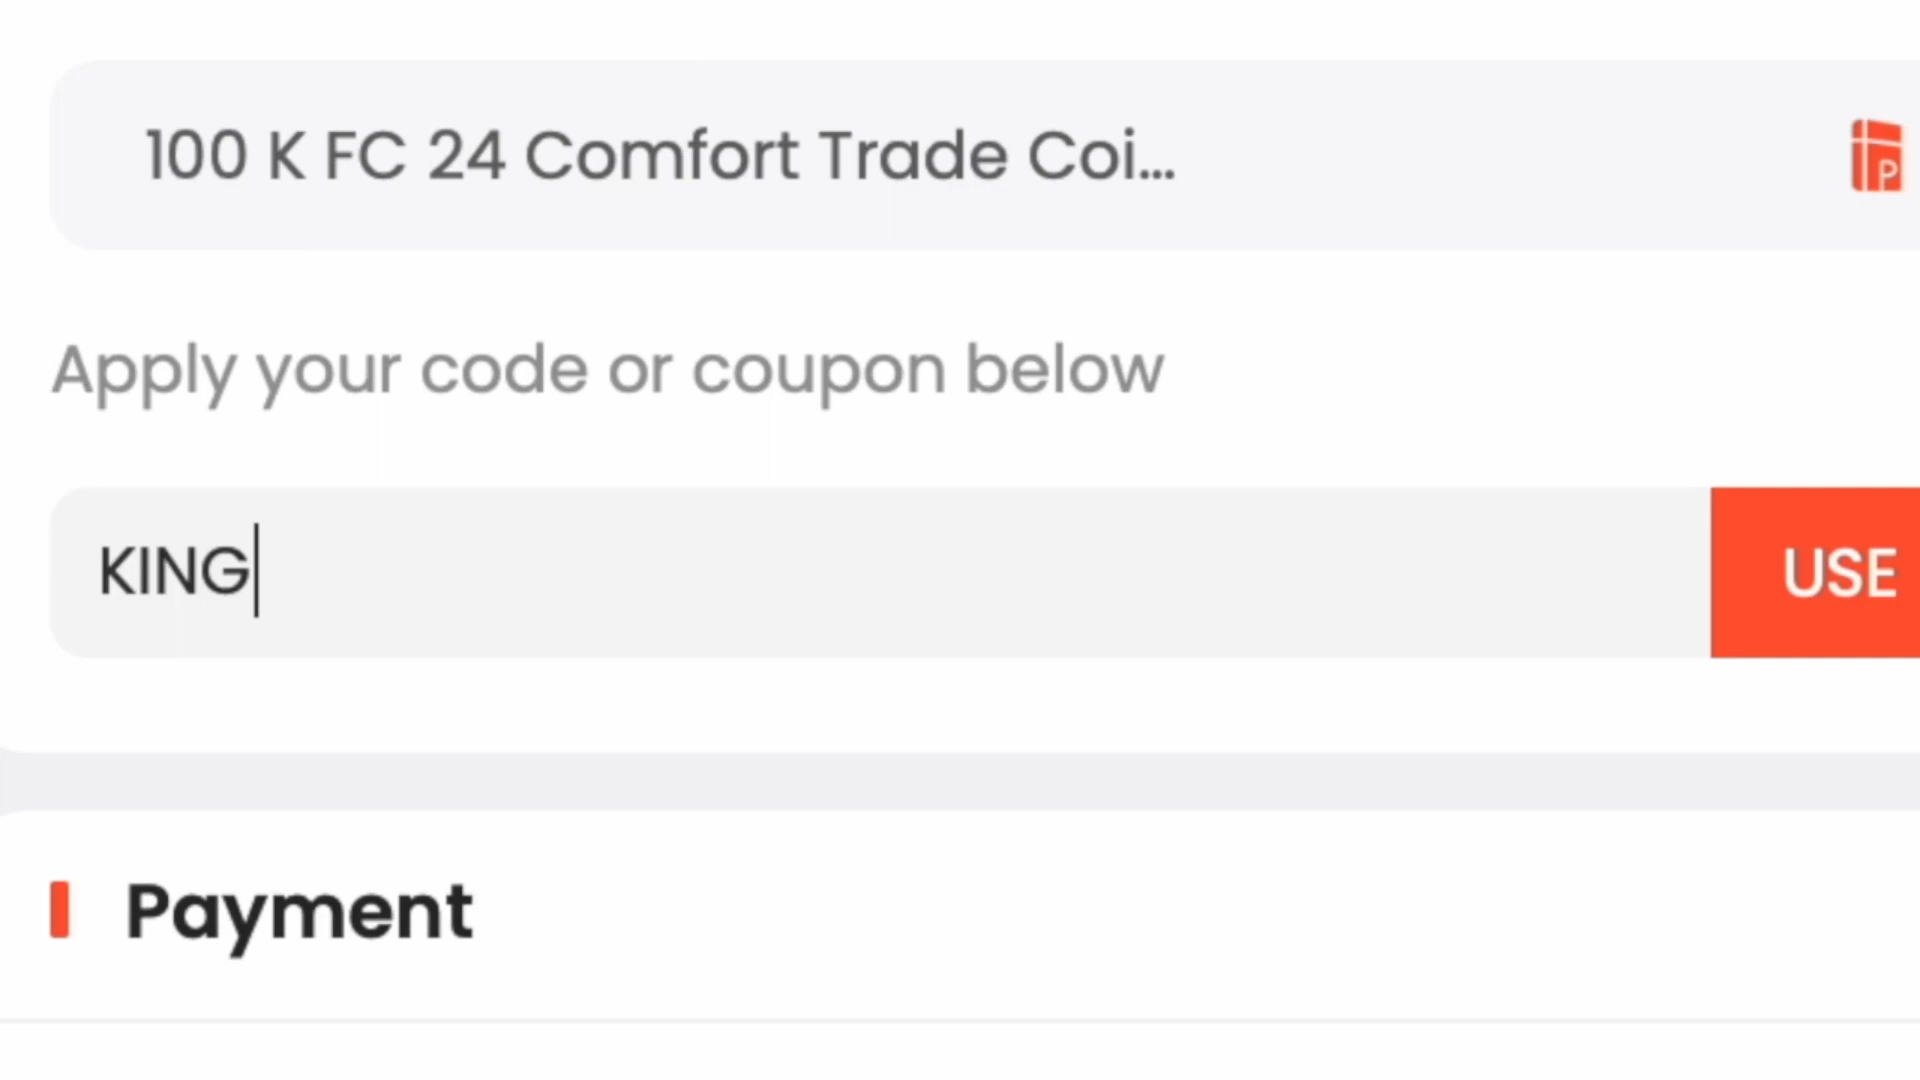 100 K FC 24 Comfort Trade Coi...
P
Apply your code or coupon below
KING
USE
Payment